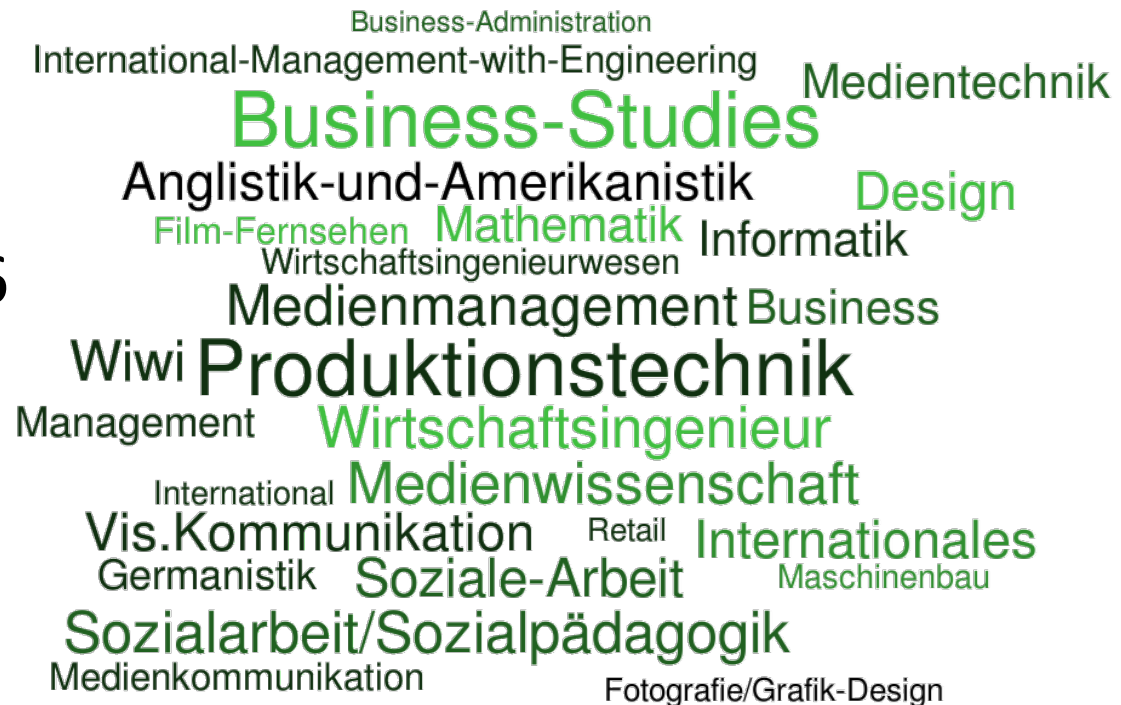 Business-Administration
International-Management-with-Engineering
Medientechnik
Business-Studies
Anglistik-und-Amerikanistik
Design
Film-Fernsehen Mathematik Informatik
Wirtschaftsingenieurwesen
Medienmanagement Business
Wiwi Produktionstechnik
Management Wirtschaftsingenieur
International Medienwissenschaft
Vis.Kommunikation Retail Internationales
Germanistik Soziale-Arbeit Maschinenbau
Sozialarbeit/Sozialpädagogik
Medienkommunikation
Fotografie/Grafik-Design